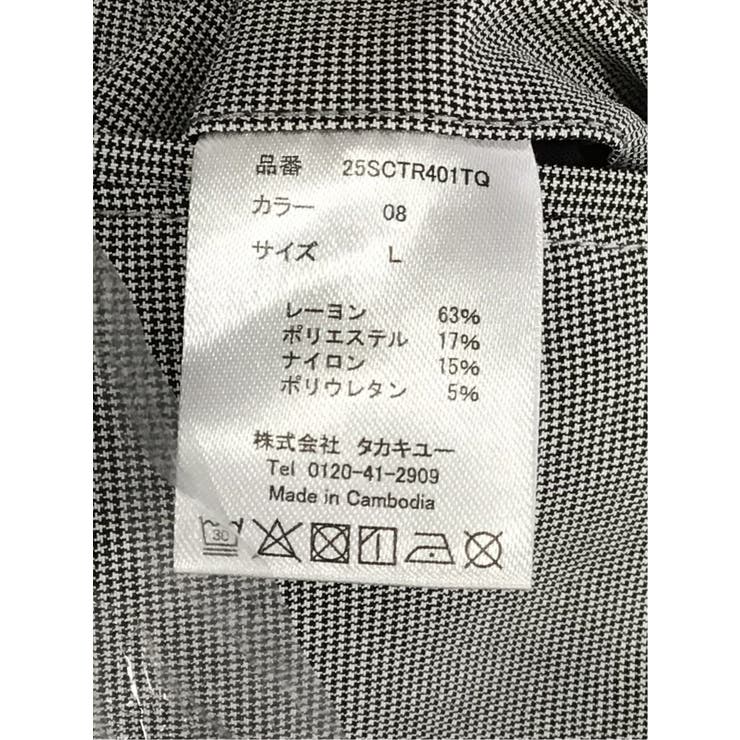 品番 25SCTR401TQ
カラー 08
サイズ L
レーヨン 63%
ポリエステル 17%
ナイロン 15%
ポリウレタン 5%
株式会社 タカキユー
Tel 0120-41-2909
Made in Cambodia
30